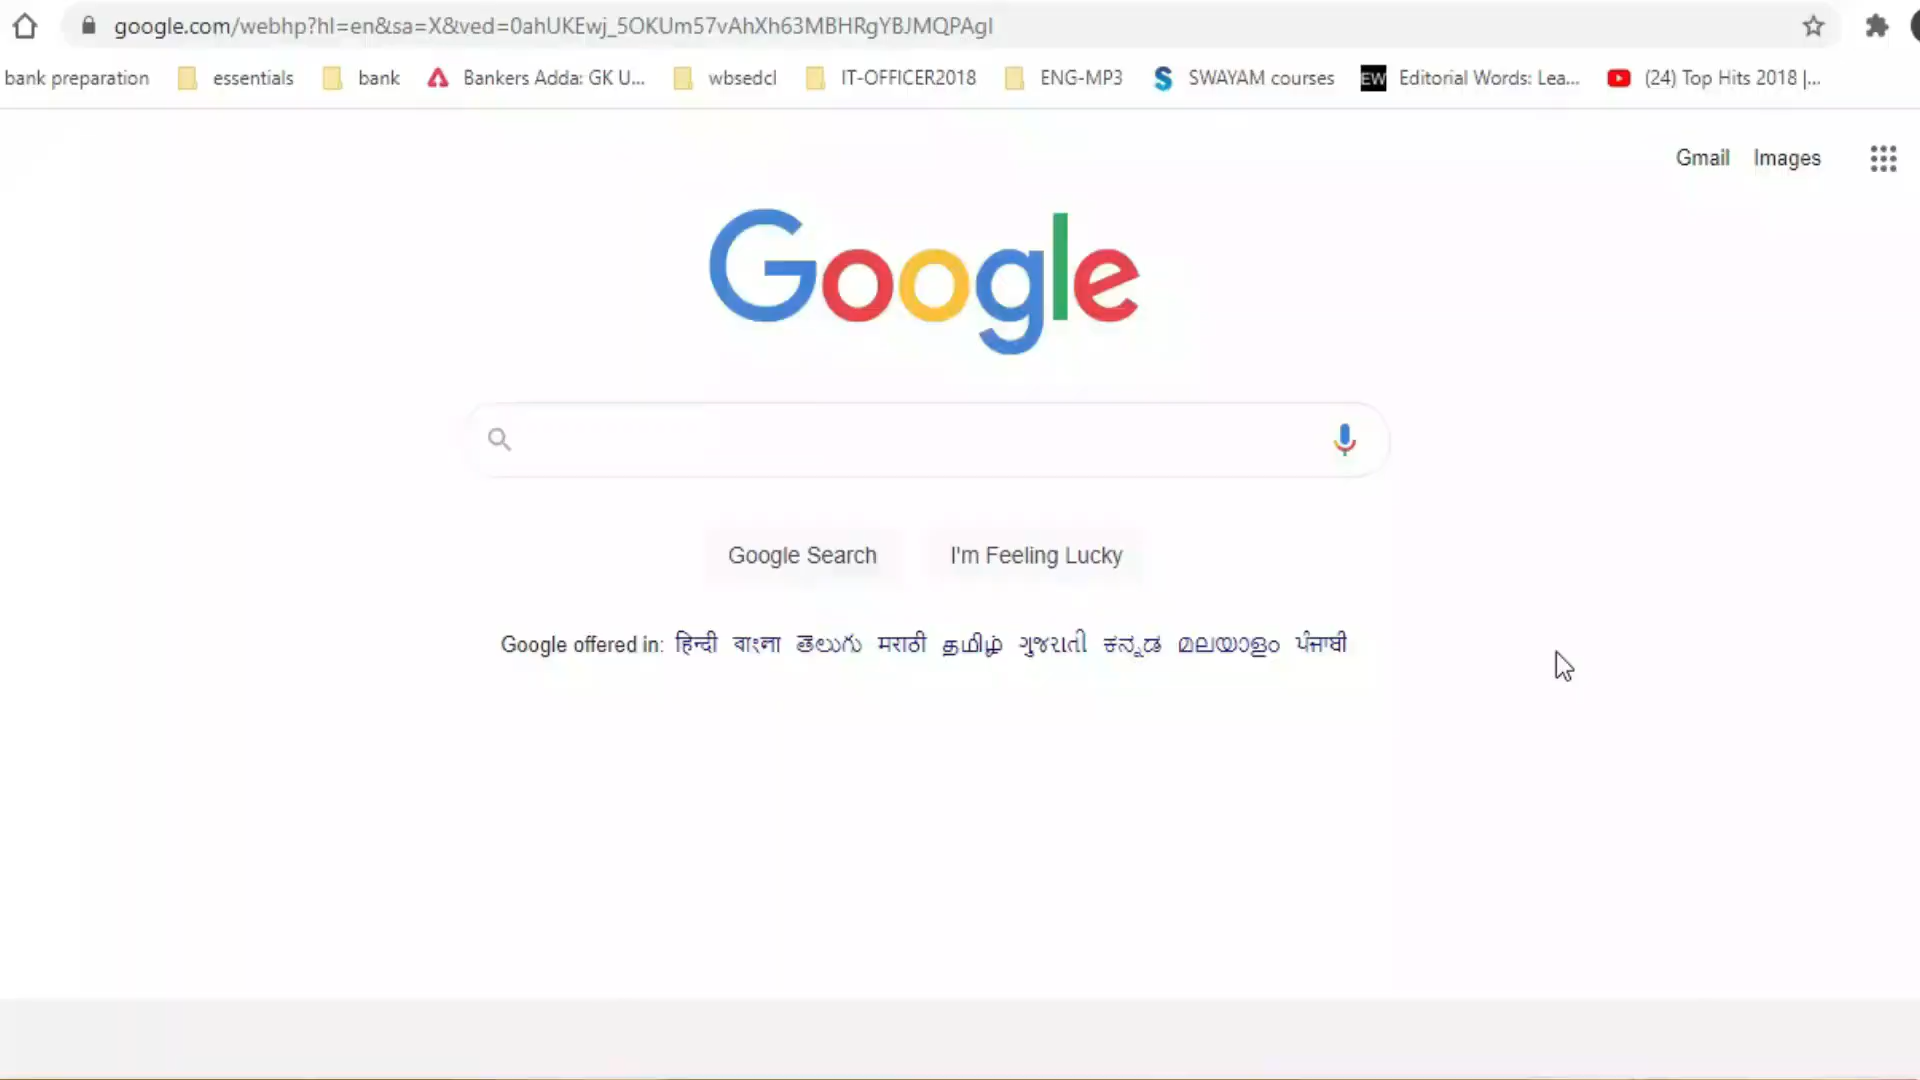 google.com/webhp?hl=en&sa=X&ved=0ahUKEwj_5OKUm57vAhXh63MBHRgYBJMQPAgI
bank preparation essentials bank Bankers Adda: GK U... wbsedcl IT-OFFICER2018 ENG-MP3 S SWAYAM courses EW Editorial Words: Lea... (24) Top Hits 2018 |...
Gmail Images
Google
Google Search I'm Feeling Lucky
Google offered in: हिन्दी বাংলা తెలుగు मराठी தமிழ் ગુજરાતી ಕನ್ನಡ മലയാളം ਪੰਜਾਬੀ